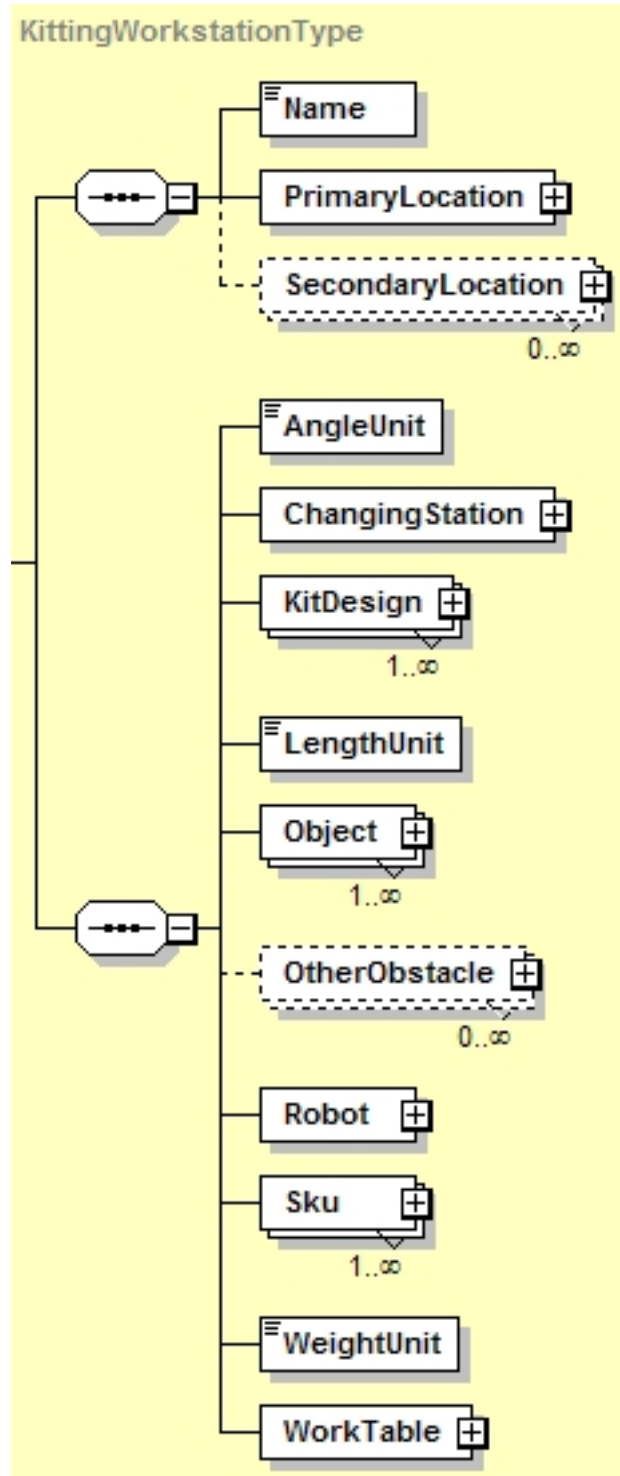 KittingWorkstationType
Name
PrimaryLocation
SecondaryLocation
0..∞
AngleUnit
ChangingStation
KitDesign
1..∞
LengthUnit
Object
1..∞
OtherObstacle
0..∞
Robot
Sku
1..∞
WeightUnit
WorkTable